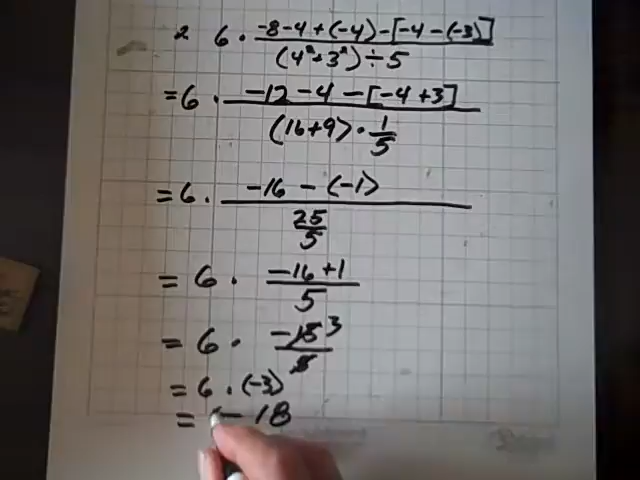 2 6 · -8-4+(-4)-[-4-(-3)]
(4²+3²)÷5
=6 · -12-4-[-4+3]
(16+9) · 1/5
=6 · -16-(-1)
25/5
= 6 · -16+1
5
= 6 · -15 3
5
= 6 · (-3)
= -18